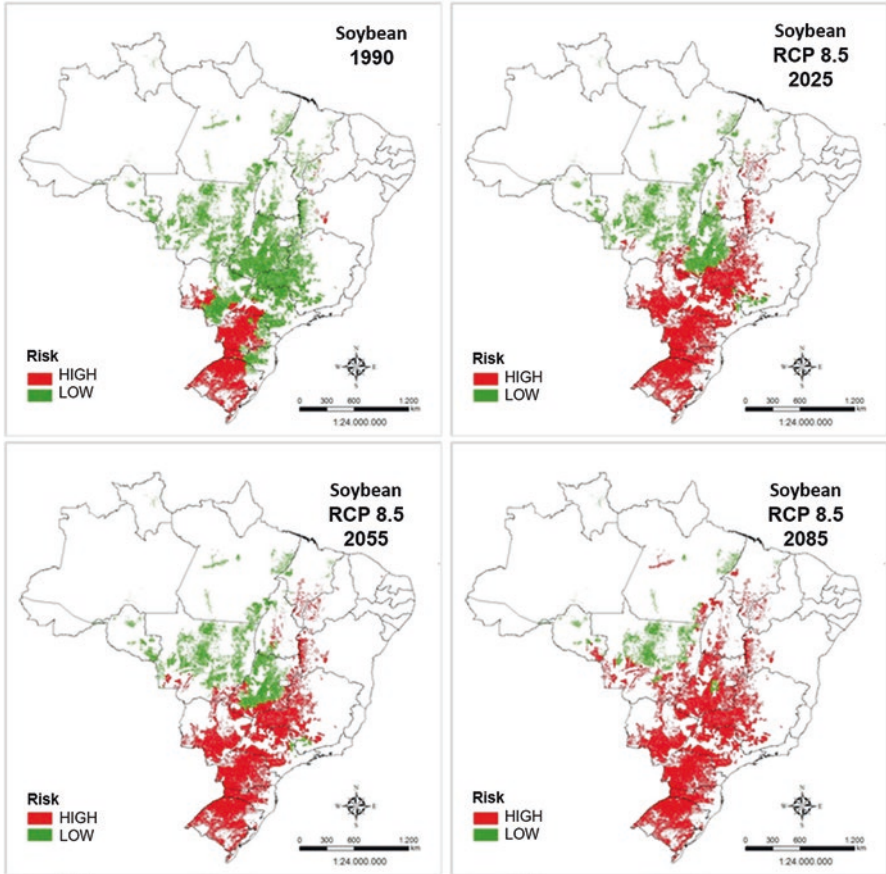 Soybean
1990
Risk
HIGH
LOW
N
W
E
S
0 300 600 1.200
km
1:24.000.000
Soybean
RCP 8.5
2025
Risk
HIGH
LOW
N
W
E
S
0 300 600 1.200
km
1:24.000.000
Soybean
RCP 8.5
2055
Risk
HIGH
LOW
N
W
E
S
0 300 600 1.200
km
1:24.000.000
Soybean
RCP 8.5
2085
Risk
HIGH
LOW
N
W
E
S
0 300 600 1.200
km
1:24.000.000